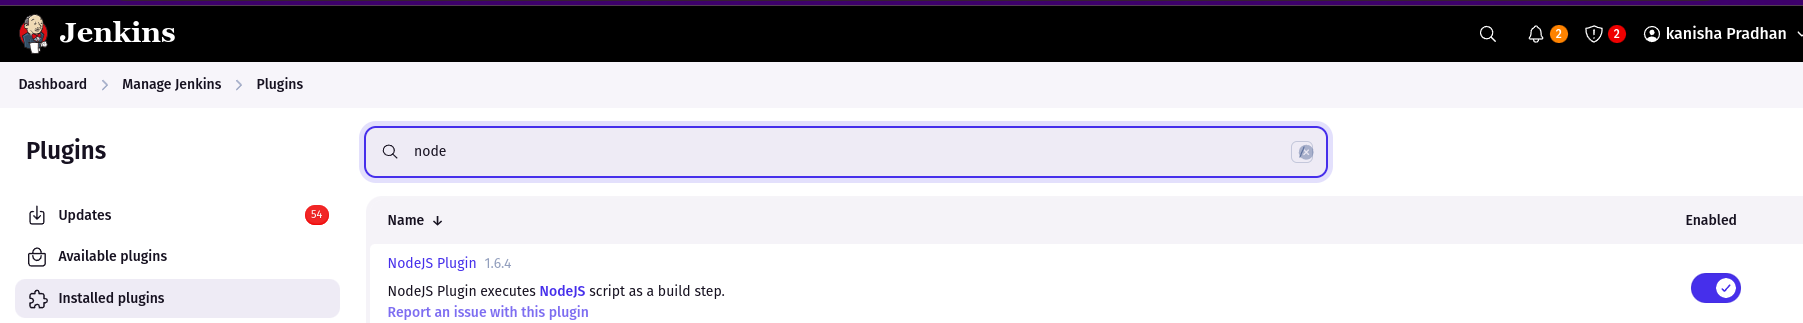 Jenkins
2
2
kanisha Pradhan
Dashboard
Manage Jenkins
Plugins
Plugins
node
Updates
54
Available plugins
Installed plugins
Name
Enabled
NodeJS Plugin 1.6.4
NodeJS Plugin executes NodeJS script as a build step.
Report an issue with this plugin